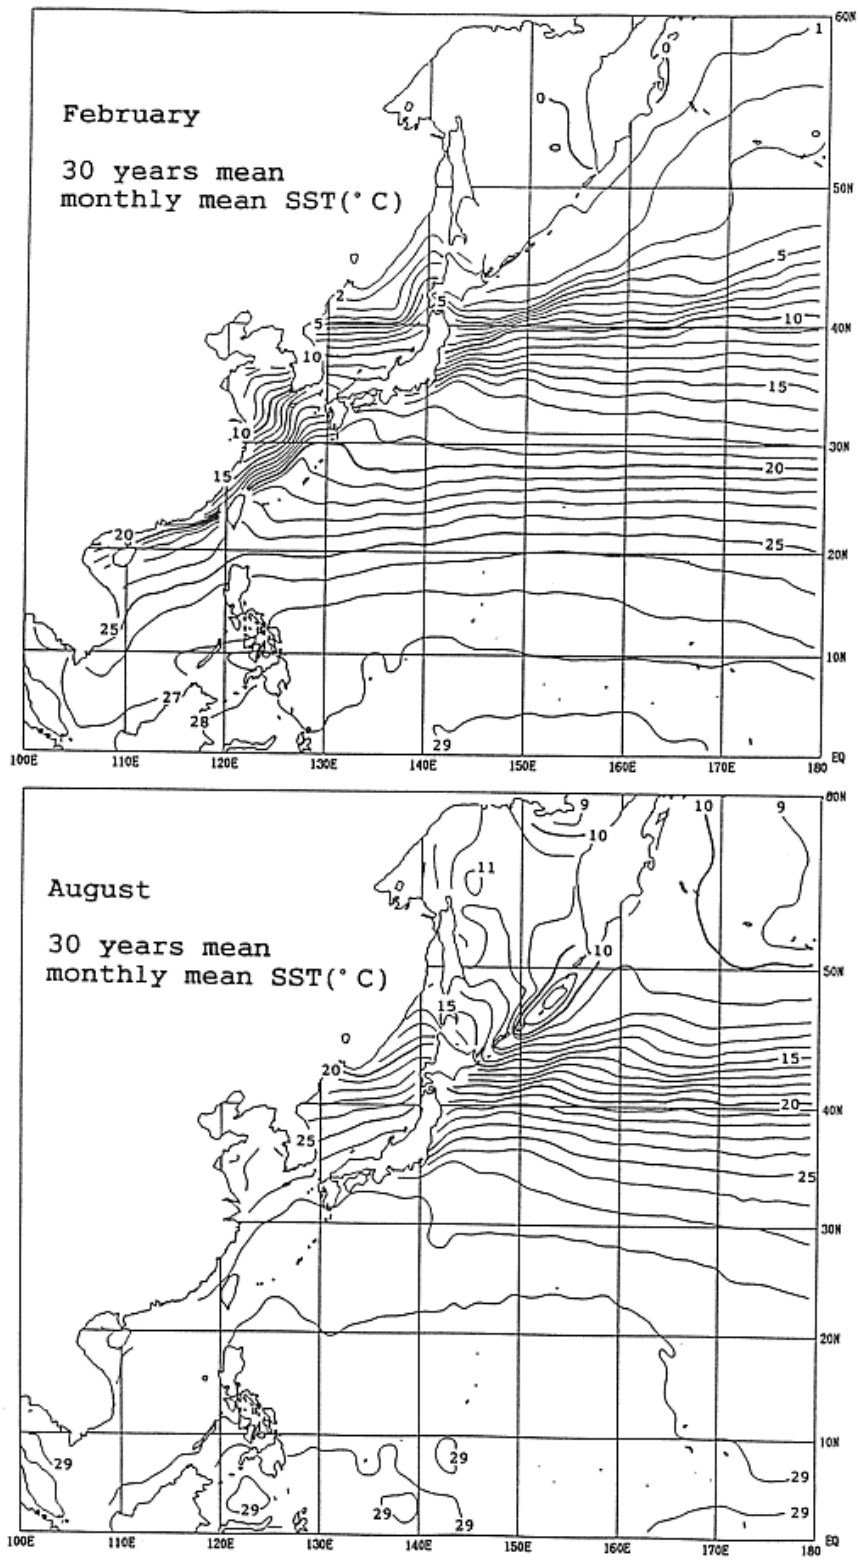 60N
1
0
0
February
0
30 years mean
monthly mean SST(°C)
50N
5
2
5
5
10
40N
10
15
10
30N
15
20
20
25
20N
25
10N
27
28
29
EQ
100E 110E 120E 130E 140E 150E 160E 170E 180
60N
9 10 9
10
11
August
30 years mean
monthly mean SST(°C)
10
50N
15
15
20
20
40N
25
25
30N
20N
10N
29
29
29
29
29
29
29
EQ
100E 110E 120E 130E 140E 150E 160E 170E 180